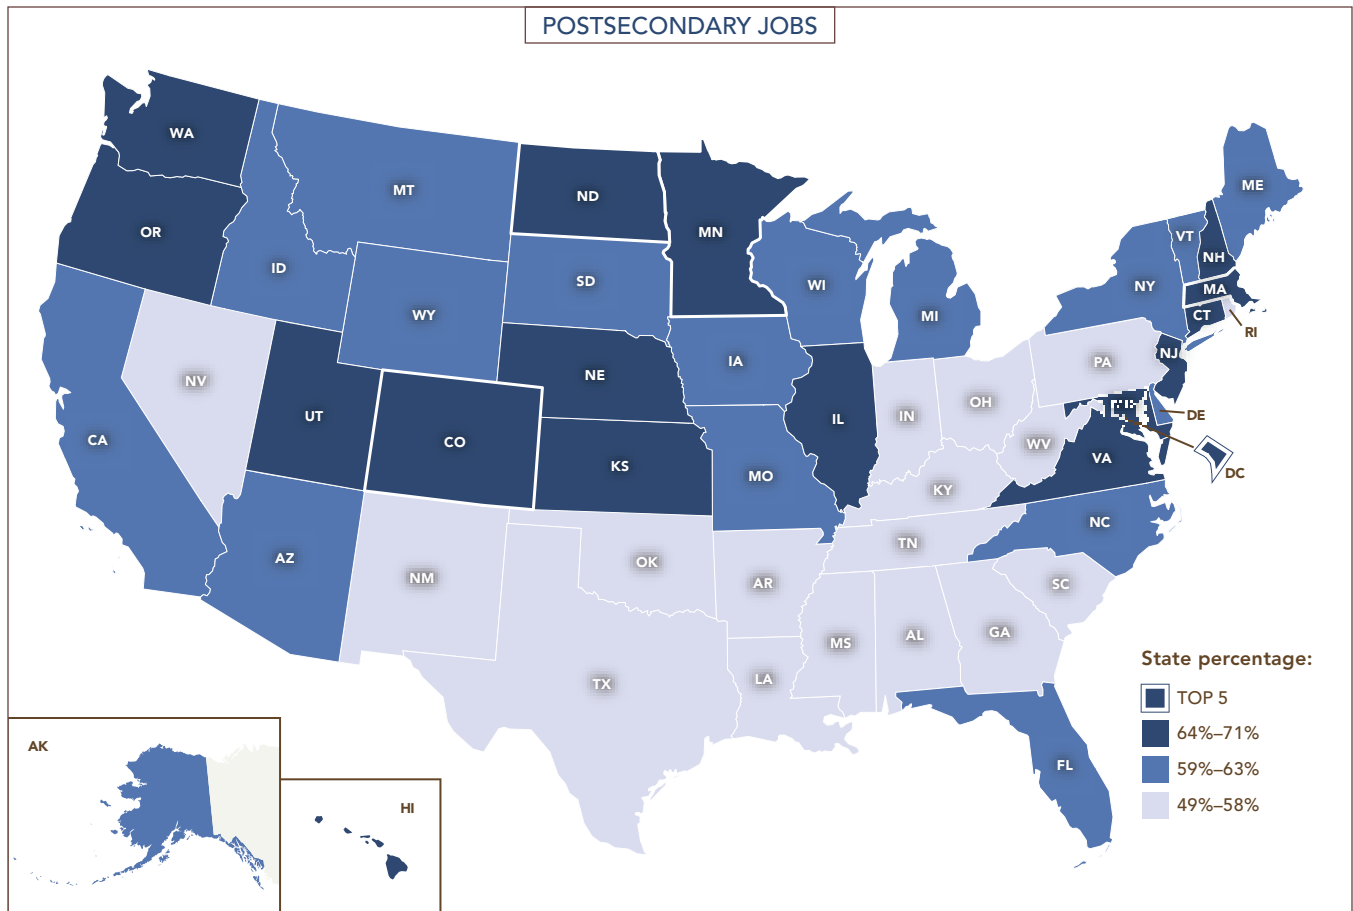 POSTSECONDARY JOBS
WA
MT
ND
MN
ME
OR
ID
SD
WI
VT
NH
NY
MA
WY
MI
CT
RI
NV
NE
IA
PA
NJ
UT
CO
IL
IN
OH
DE
CA
KS
MO
WV
VA
DC
KY
AZ
NM
OK
AR
TN
NC
SC
TX
LA
MS
AL
GA
FL
State percentage:
TOP 5
64%–71%
59%–63%
49%–58%
AK
HI